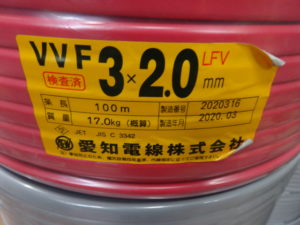 VVF 3×2.0mm LFV
検査済
条長 100m 製造番号 2020316
質量 17.0kg(概算) 製造年月 2020.03
JET JIS C 3342
愛知電線株式会社